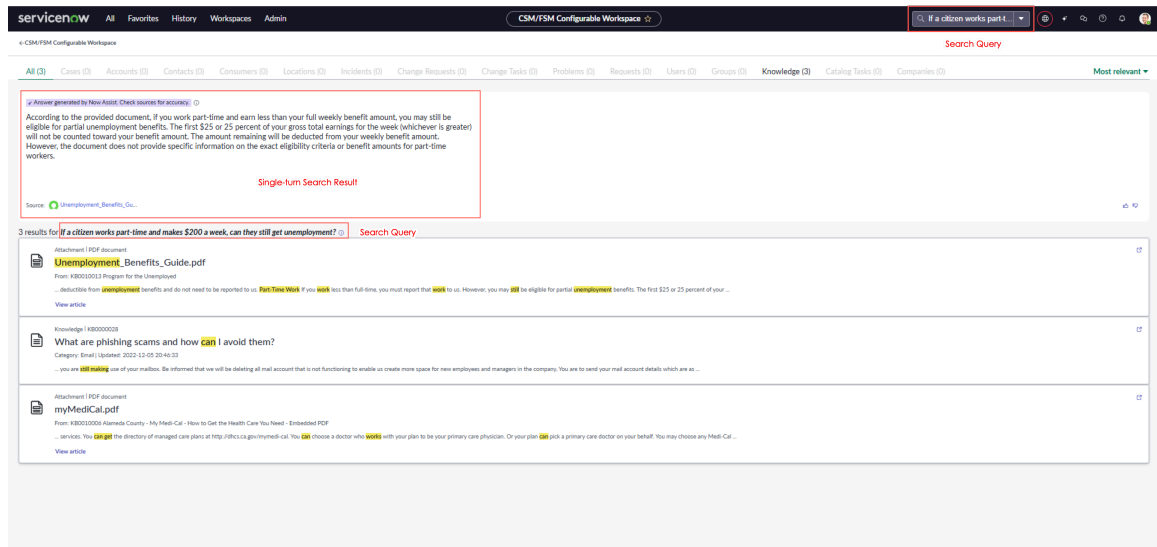 servicenow All Favorites History Workspaces Admin CSM/FSM Configurable Workspace If a citizen works part-t...
Search Query
CSM/FSM Configurable Workspace
All (3) Cases (0) Accounts (0) Contacts (0) Consumers (0) Locations (0) Incidents (0) Change Requests (0) Change Tasks (0) Problems (0) Requests (0) Users (0) Groups (0) Knowledge (3) Catalog Tasks (0) Companies (0) Most relevant
Answer generated by Now Assist. Check sources for accuracy.
According to the provided document, if you work part-time and earn less than your full weekly benefit amount, you may still be
eligible for partial unemployment benefits. The first $25 or 25 percent of your gross total earnings for the week (whichever is greater)
will not be counted toward your benefit amount. The amount remaining will be deducted from your weekly benefit amount.
However, the document does not provide specific information on the exact eligibility criteria or benefit amounts for part-time
workers.
Single-turn Search Result
Source: Unemployment_Benefits_Gu...
3 results for If a citizen works part-time and makes $200 a week, can they still get unemployment? Search Query
Attachment | PDF document
Unemployment_Benefits_Guide.pdf
From: KB0010013 Program for the Unemployed
... deductible from unemployment benefits and do not need to be reported to us. Part-Time Work If you work less than full-time, you must report that work to us. However, you may still be eligible for partial unemployment benefits. The first $25 or 25 percent of your ...
View article
Knowledge | KB0000028
What are phishing scams and how can I avoid them?
Category: Email | Updated: 2022-12-05 20:46:33
... you are still making use of your mailbox. Be informed that we will be deleting all mail account that is not functioning to enable us create more space for new employees and managers in the company. You are to send your mail account details which are as ...
Attachment | PDF document
myMediCal.pdf
From: KB0010006 Alameda County - My Medi-Cal - How to Get the Health Care You Need - Embedded PDF
... services. You can get the directory of managed care plans at http://dhcs.ca.gov/mymedi-cal. You can choose a doctor who works with your plan to be your primary care physician. Or your plan can pick a primary care doctor on your behalf. You may choose any Medi-Cal ...
View article